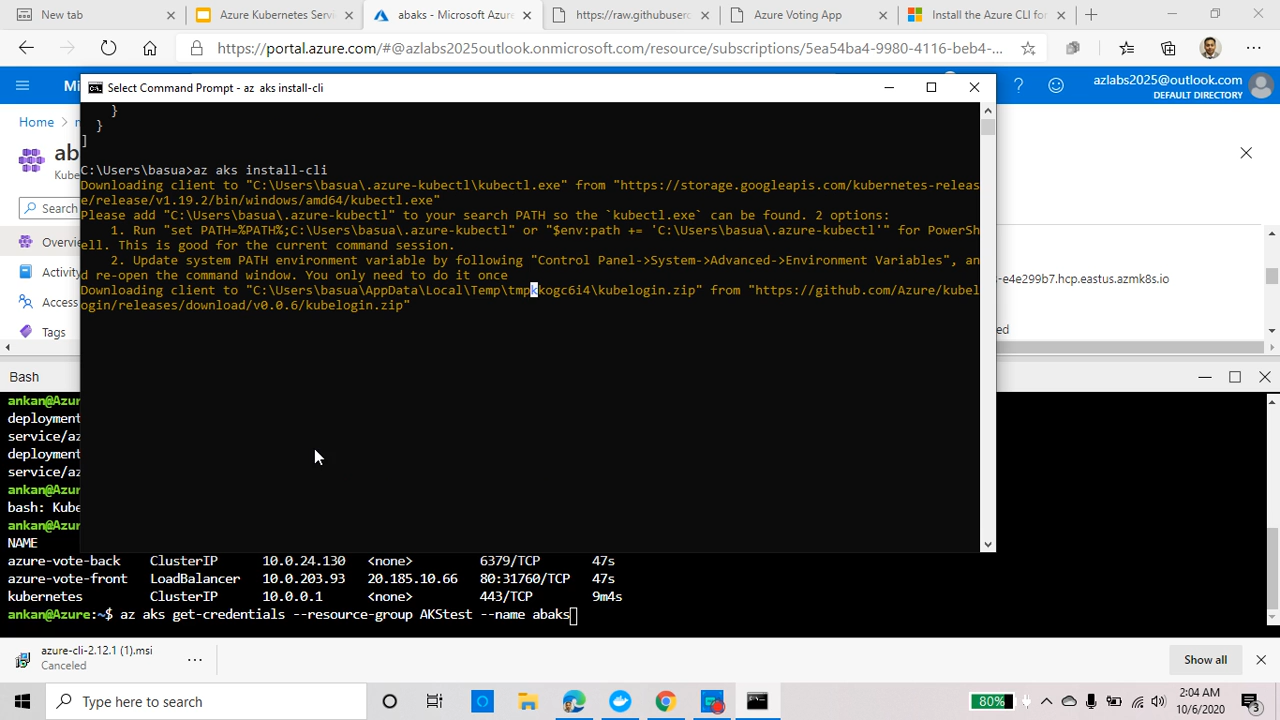 New tab
Azure Kubernetes Servi
abaks - Microsoft Azure
https://raw.githubuserc
Azure Voting App
Install the Azure CLI for
https://portal.azure.com/#@azlabs2025outlook.onmicrosoft.com/resource/subscriptions/5ea54ba4-9980-4116-beb4-...
Mi
azlabs2025@outlook.com
DEFAULT DIRECTORY
Home >
ab
Kube
Search
Overvie
Activity
Access
Tags
-e4e299b7.hcp.eastus.azmk8s.io
ed
Select Command Prompt - az aks install-cli
}
}
]
C:\Users\basua>az aks install-cli
Downloading client to "C:\Users\basua\.azure-kubectl\kubectl.exe" from "https://storage.googleapis.com/kubernetes-releas
e/release/v1.19.2/bin/windows/amd64/kubectl.exe"
Please add "C:\Users\basua\.azure-kubectl" to your search PATH so the `kubectl.exe` can be found. 2 options:
1. Run "set PATH=%PATH%;C:\Users\basua\.azure-kubectl" or "$env:path += 'C:\Users\basua\.azure-kubectl'" for PowerSh
ell. This is good for the current command session.
2. Update system PATH environment variable by following "Control Panel->System->Advanced->Environment Variables", an
d re-open the command window. You only need to do it once
Downloading client to "C:\Users\basua\AppData\Local\Temp\tmpkkogc6i4\kubelogin.zip" from "https://github.com/Azure/kubel
ogin/releases/download/v0.0.6/kubelogin.zip"
Bash
ankan@Azur
deployment
service/az
deployment
service/az
ankan@Azur
bash: Kube
ankan@Azur
NAME
azure-vote-back ClusterIP 10.0.24.130 <none> 6379/TCP 47s
azure-vote-front LoadBalancer 10.0.203.93 20.185.10.66 80:31760/TCP 47s
kubernetes ClusterIP 10.0.0.1 <none> 443/TCP 9m4s
ankan@Azure:~$ az aks get-credentials --resource-group AKStest --name abaks
azure-cli-2.12.1 (1).msi
Canceled
Show all
Type here to search
80%
2:04 AM
10/6/2020
3